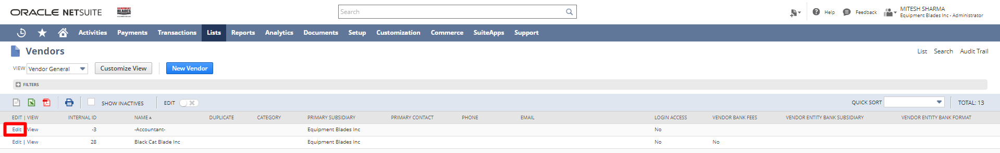 ORACLE NETSUITE EQUIPMENT BLADES Search Help Feedback MITESH SHARMA
Equipment Blades Inc - Administrator
Activities Payments Transactions Lists Reports Analytics Documents Setup Customization Commerce SuiteApps Support
Vendors List Search Audit Trail
VIEW Vendor General Customize View New Vendor
FILTERS
SHOW INACTIVES EDIT QUICK SORT TOTAL: 13
EDIT | VIEW INTERNAL ID NAME DUPLICATE CATEGORY PRIMARY SUBSIDIARY PRIMARY CONTACT PHONE EMAIL LOGIN ACCESS VENDOR BANK FEES VENDOR ENTITY BANK SUBSIDIARY VENDOR ENTITY BANK FORMAT
Edit View -3 -Accountant- Equipment Blades Inc No
Edit | View 28 Black Cat Blade Inc Equipment Blades Inc No No